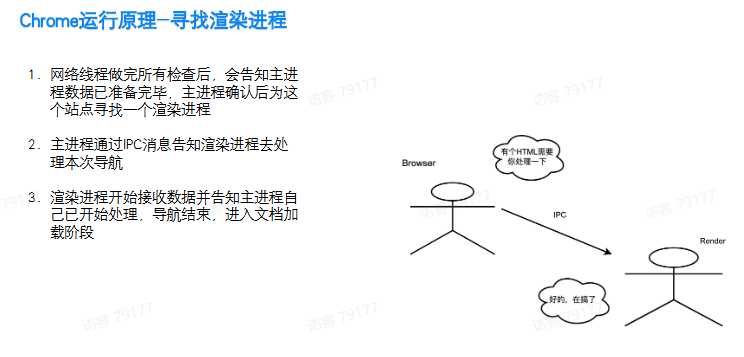 Chrome运行原理-寻找渲染进程
1. 网络线程做完所有检查后，会告知主进
程数据已准备完毕，主进程确认后为这
个站点寻找一个渲染进程
2. 主进程通过IPC消息告知渲染进程去处
理本次导航
3. 渲染进程开始接收数据并告知主进程自
己已开始处理，导航结束，进入文档加
载阶段
有个HTML需要
你处理一下
Browser
IPC
Render
好的，在搞了
访客 79177
访客 79177
79177
访客 79177
访客 79177
访客 79177
访客 79177
访客 79177